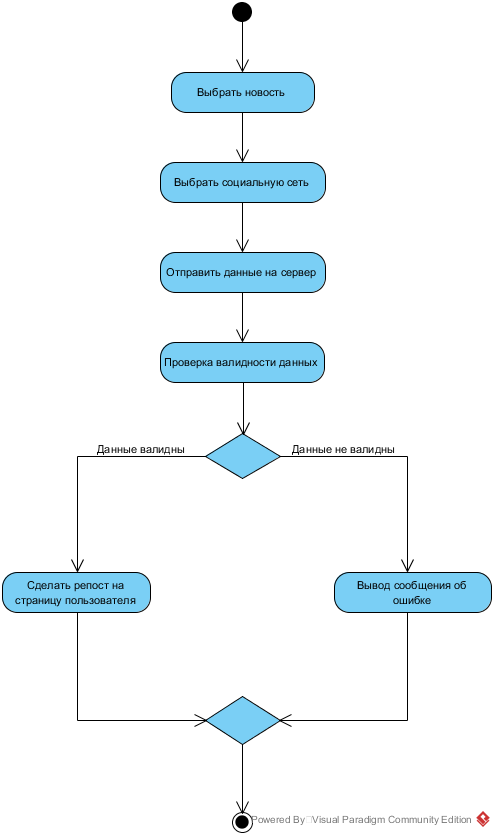 Выбрать новость
Выбрать социальную сеть
Отправить данные на сервер
Проверка валидности данных
Данные валидны
Данные не валидны
Сделать репост на
страницу пользователя
Вывод сообщения об
ошибке
Powered By Visual Paradigm Community Edition